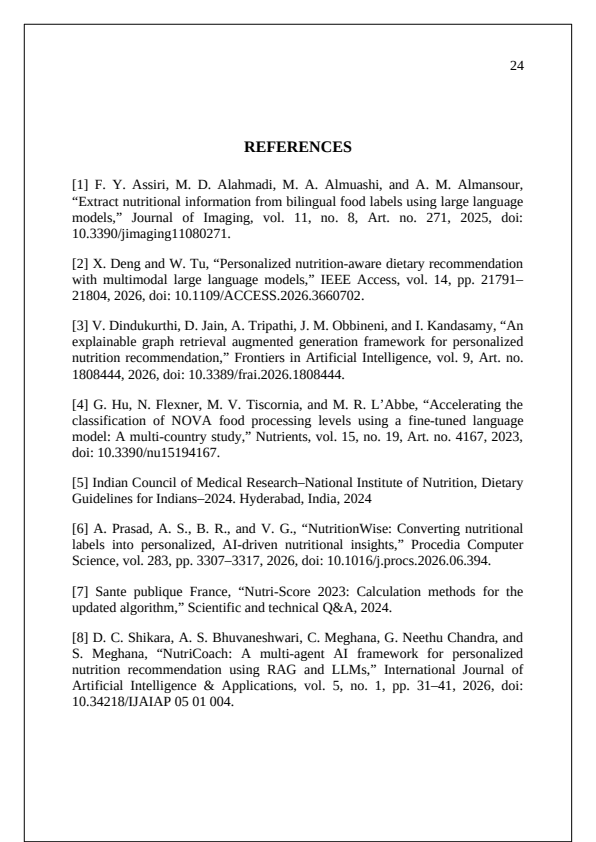 24
REFERENCES
[1] F. Y. Assiri, M. D. Alahmadi, M. A. Almuashi, and A. M. Almansour,
“Extract nutritional information from bilingual food labels using large language
models,” Journal of Imaging, vol. 11, no. 8, Art. no. 271, 2025, doi:
10.3390/jimaging11080271.
[2] X. Deng and W. Tu, “Personalized nutrition-aware dietary recommendation
with multimodal large language models,” IEEE Access, vol. 14, pp. 21791–
21804, 2026, doi: 10.1109/ACCESS.2026.3660702.
[3] V. Dindukurthi, D. Jain, A. Tripathi, J. M. Obbineni, and I. Kandasamy, “An
explainable graph retrieval augmented generation framework for personalized
nutrition recommendation,” Frontiers in Artificial Intelligence, vol. 9, Art. no.
1808444, 2026, doi: 10.3389/frai.2026.1808444.
[4] G. Hu, N. Flexner, M. V. Tiscornia, and M. R. L’Abbe, “Accelerating the
classification of NOVA food processing levels using a fine-tuned language
model: A multi-country study,” Nutrients, vol. 15, no. 19, Art. no. 4167, 2023,
doi: 10.3390/nu15194167.
[5] Indian Council of Medical Research–National Institute of Nutrition, Dietary
Guidelines for Indians–2024. Hyderabad, India, 2024
[6] A. Prasad, A. S., B. R., and V. G., “NutritionWise: Converting nutritional
labels into personalized, AI-driven nutritional insights,” Procedia Computer
Science, vol. 283, pp. 3307–3317, 2026, doi: 10.1016/j.procs.2026.06.394.
[7] Sante publique France, “Nutri-Score 2023: Calculation methods for the
updated algorithm,” Scientific and technical Q&A, 2024.
[8] D. C. Shikara, A. S. Bhuvaneshwari, C. Meghana, G. Neethu Chandra, and
S. Meghana, “NutriCoach: A multi-agent AI framework for personalized
nutrition recommendation using RAG and LLMs,” International Journal of
Artificial Intelligence & Applications, vol. 5, no. 1, pp. 31–41, 2026, doi:
10.34218/IJAIAP 05 01 004.